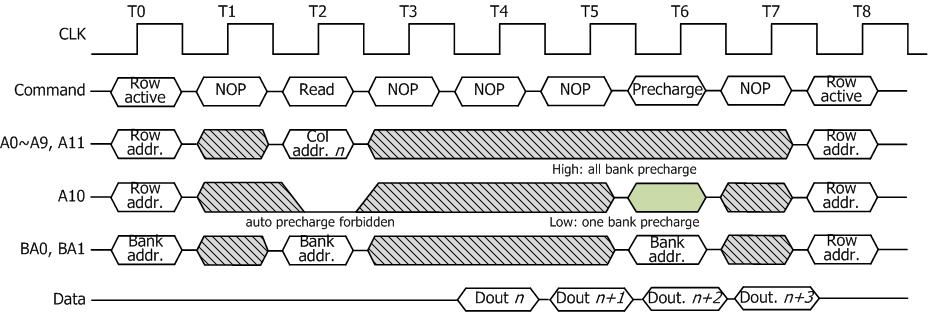 T0 T1 T2 T3 T4 T5 T6 T7 T8
CLK
Command Row active NOP Read NOP NOP NOP Precharge NOP Row active
A0~A9, A11 Row addr. Col addr. n Row addr.
High: all bank precharge
A10 Row addr. Row addr.
auto precharge forbidden Low: one bank precharge
BA0, BA1 Bank addr. Bank addr. Bank addr. Row addr.
Data Dout n Dout n+1 Dout. n+2 Dout. n+3